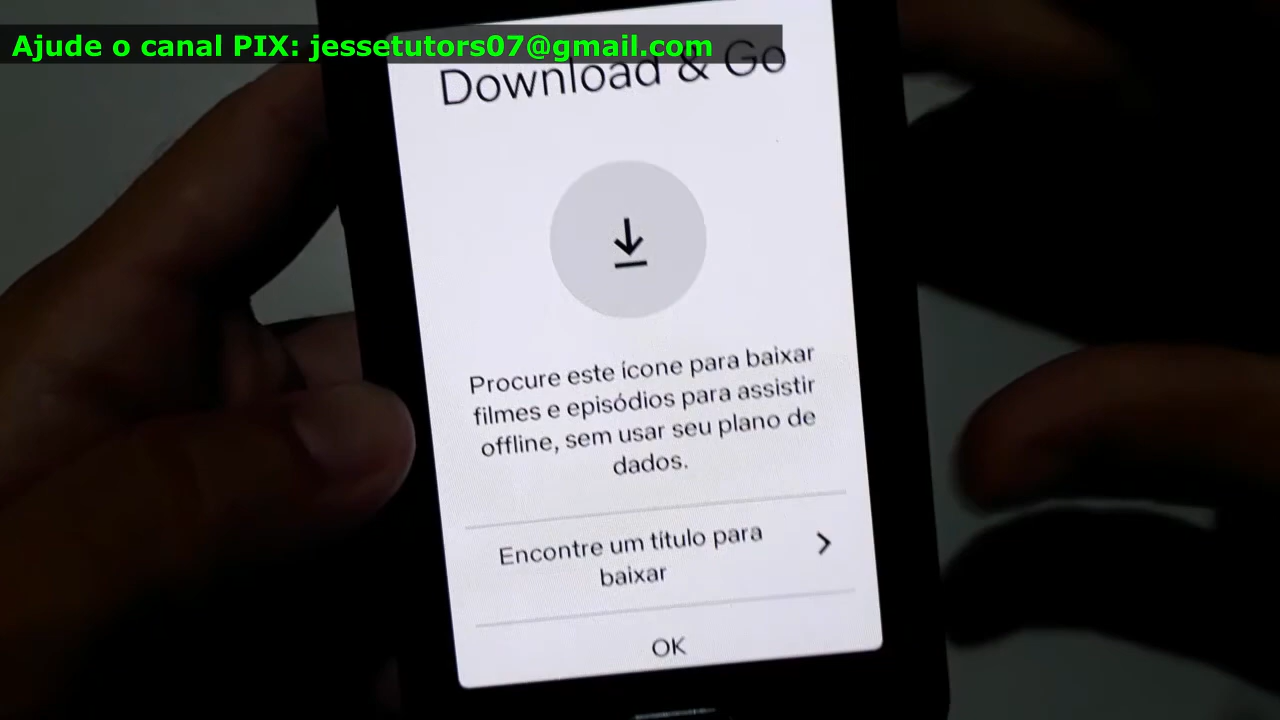 Ajude o canal PIX: jessetutors07@gmail.com
Download & Go
Procure este ícone para baixar
filmes e episódios para assistir
offline, sem usar seu plano de
dados.
Encontre um título para
baixar
OK